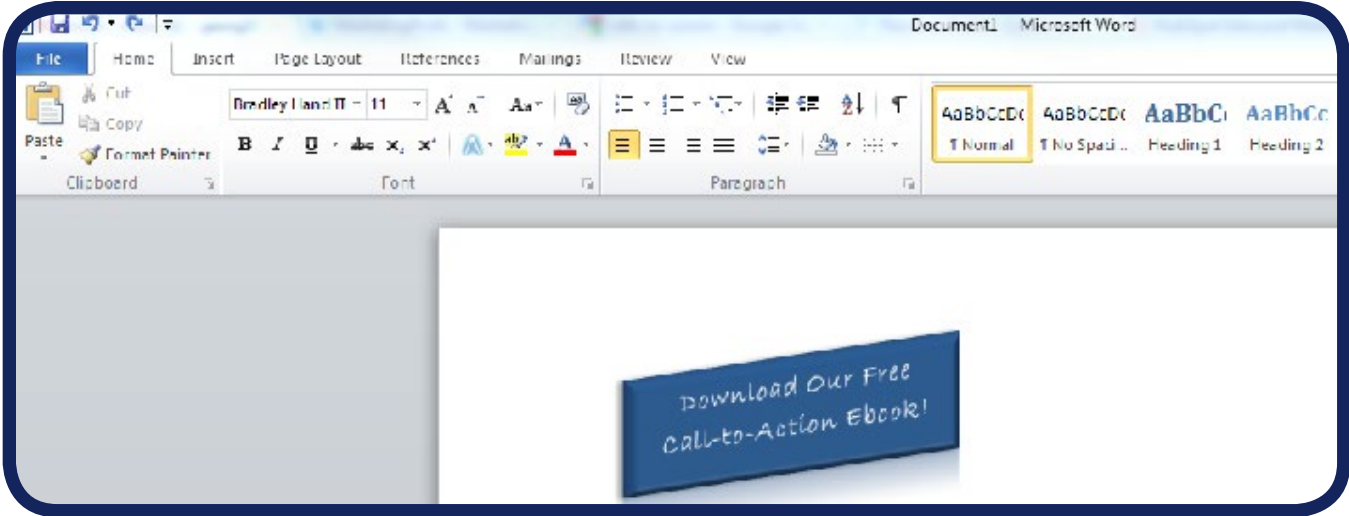 Document1 Microsoft Word
File Home Insert Page Layout References Mailings Review View
Cut
Copy
Format Painter
Paste
Bradley Hand IT 11
Clipboard Font Paragraph
AaBbCcDc AaBbCcDc AaBbC AaBbCc
¶ Normal ¶ No Spaci... Heading 1 Heading 2
Download Our Free
Call-to-Action Ebook!